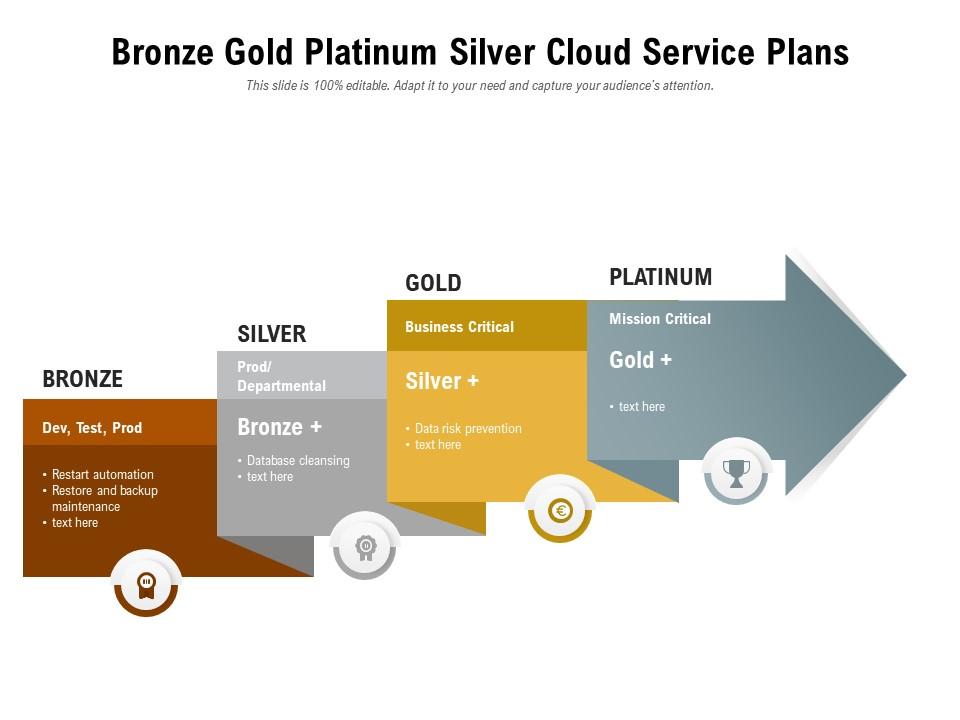 Bronze Gold Platinum Silver Cloud Service Plans
This slide is 100% editable. Adapt it to your need and capture your audience's attention.
BRONZE
Dev, Test, Prod
• Restart automation
• Restore and backup
maintenance
• text here
SILVER
Prod/
Departmental
Bronze +
• Database cleansing
• text here
GOLD
Business Critical
Silver +
• Data risk prevention
• text here
€
PLATINUM
Mission Critical
Gold +
• text here